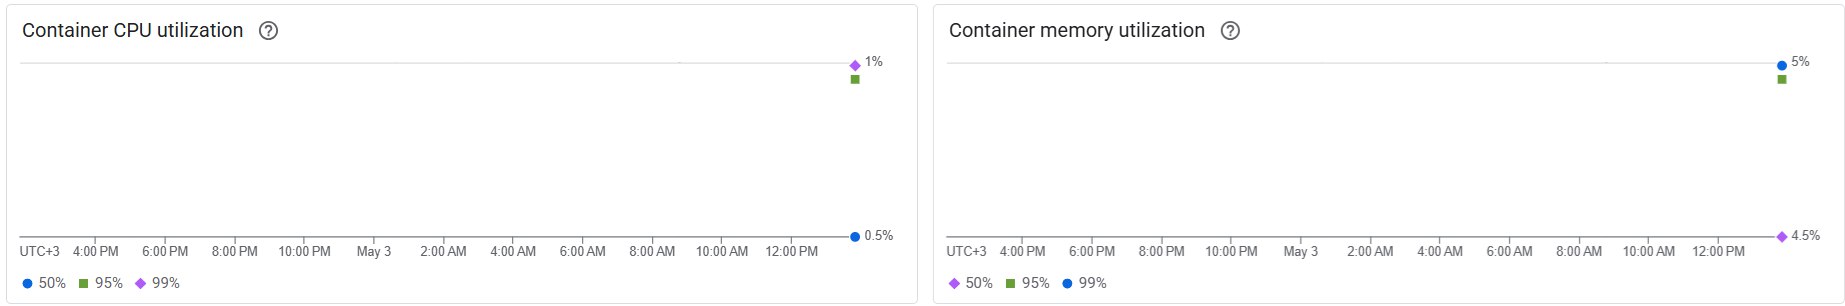 Container CPU utilization
1%
0.5%
UTC+3 4:00 PM 6:00 PM 8:00 PM 10:00 PM May 3 2:00 AM 4:00 AM 6:00 AM 8:00 AM 10:00 AM 12:00 PM
50% 95% 99%
Container memory utilization
5%
4.5%
UTC+3 4:00 PM 6:00 PM 8:00 PM 10:00 PM May 3 2:00 AM 4:00 AM 6:00 AM 8:00 AM 10:00 AM 12:00 PM
50% 95% 99%